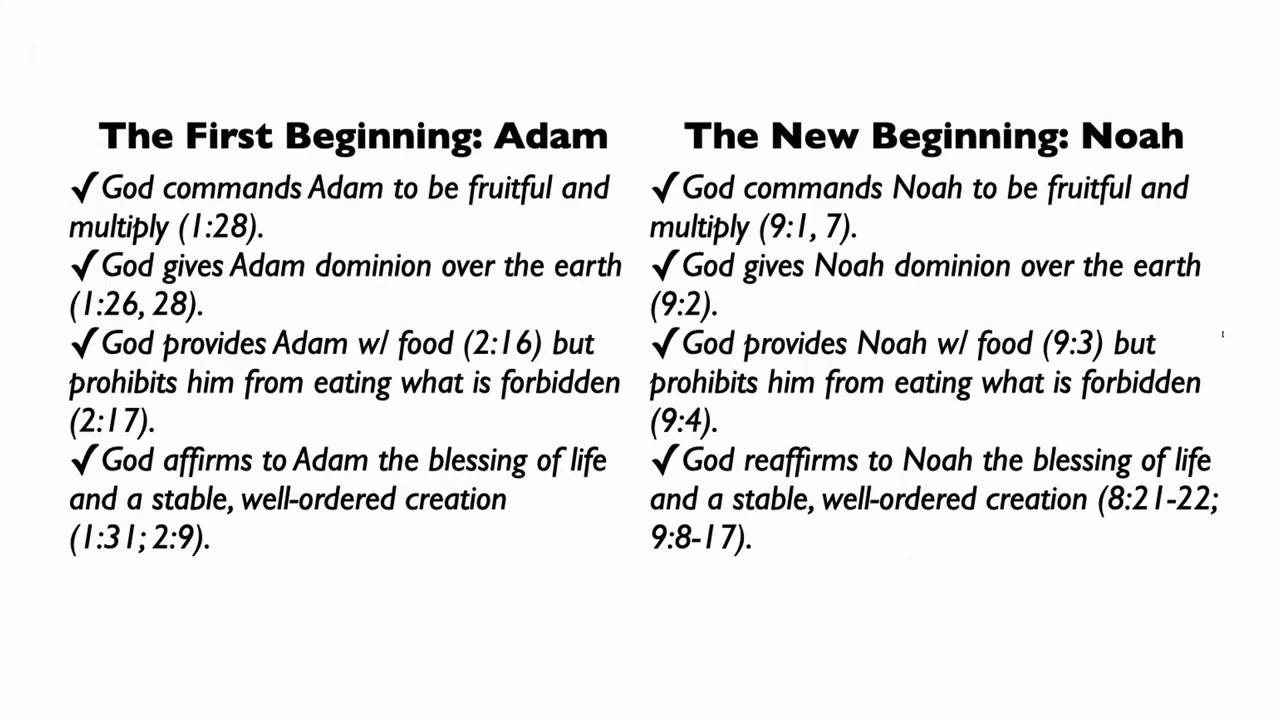 The First Beginning: Adam
✓God commands Adam to be fruitful and
multiply (1:28).
✓God gives Adam dominion over the earth
(1:26, 28).
✓God provides Adam w/ food (2:16) but
prohibits him from eating what is forbidden
(2:17).
✓God affirms to Adam the blessing of life
and a stable, well-ordered creation
(1:31; 2:9).
The New Beginning: Noah
✓God commands Noah to be fruitful and
multiply (9:1, 7).
✓God gives Noah dominion over the earth
(9:2).
✓God provides Noah w/ food (9:3) but
prohibits him from eating what is forbidden
(9:4).
✓God reaffirms to Noah the blessing of life
and a stable, well-ordered creation (8:21-22;
9:8-17).